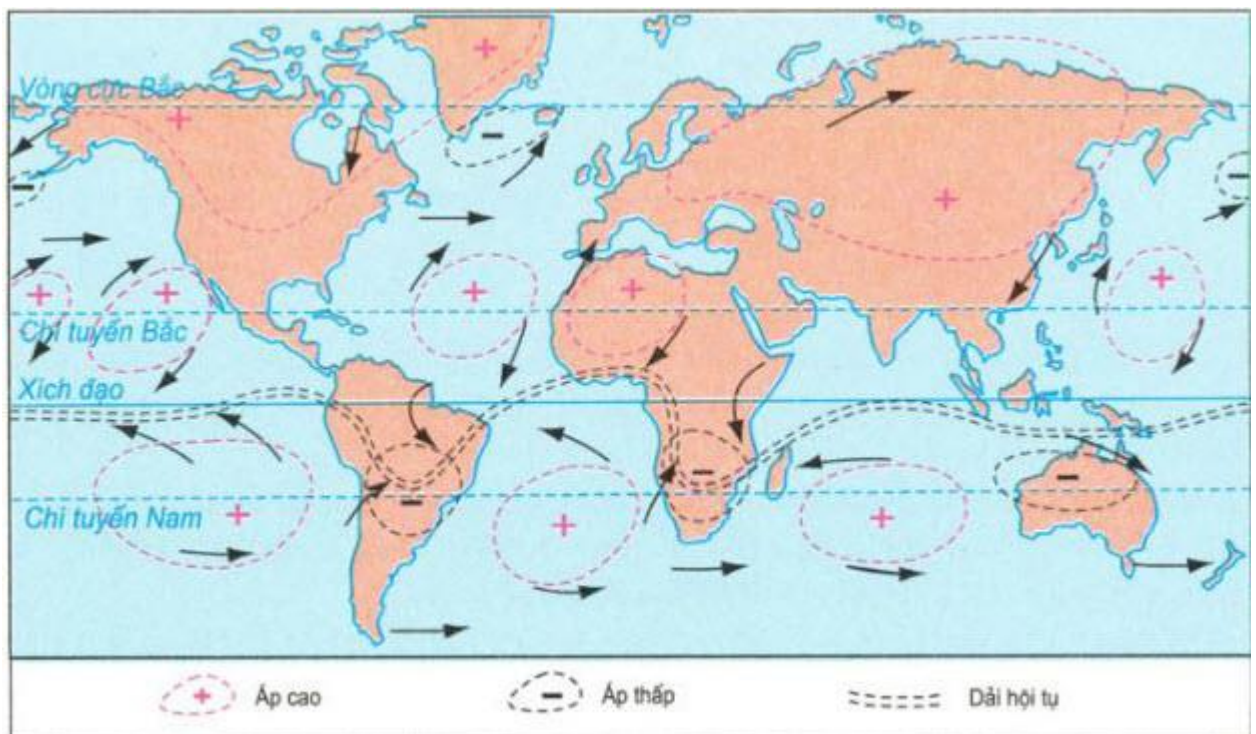 Vòng cực Bắc
Chí tuyến Bắc
Xích đạo
Chí tuyến Nam
Áp cao
Áp thấp
Dải hội tụ